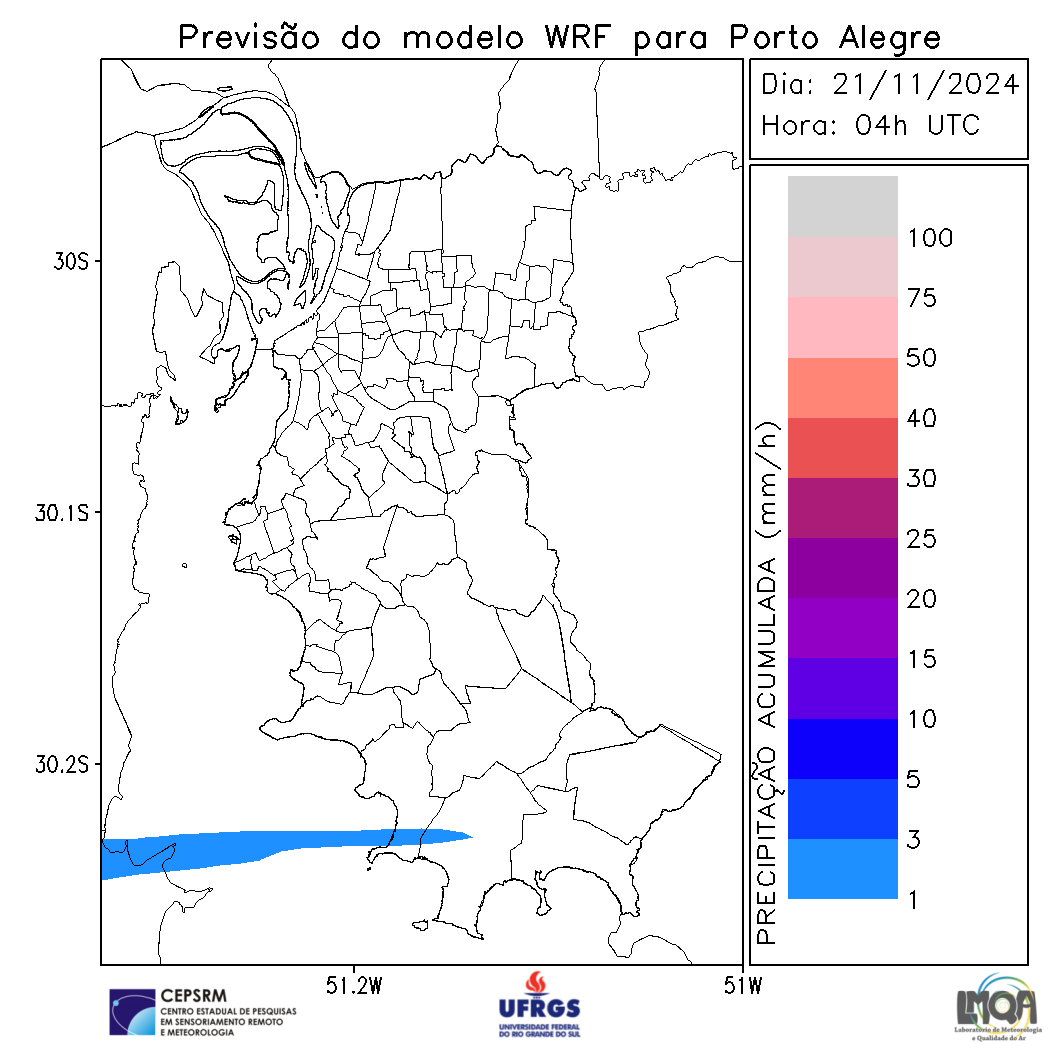 Previsão do modelo WRF para Porto Alegre
Dia: 21/11/2024
Hora: 04h UTC
30S
30.1S
30.2S
51.2W
51W
PRECIPITAÇÃO ACUMULADA (mm/h)
100
75
50
40
30
25
20
15
10
5
3
1
CEPSRM
CENTRO ESTADUAL DE PESQUISAS
EM SENSORIAMENTO REMOTO
E METEOROLOGIA
UFRGS
UNIVERSIDADE FEDERAL
DO RIO GRANDE DO SUL
LMQA
Laboratório de Meteorologia
e Qualidade do Ar